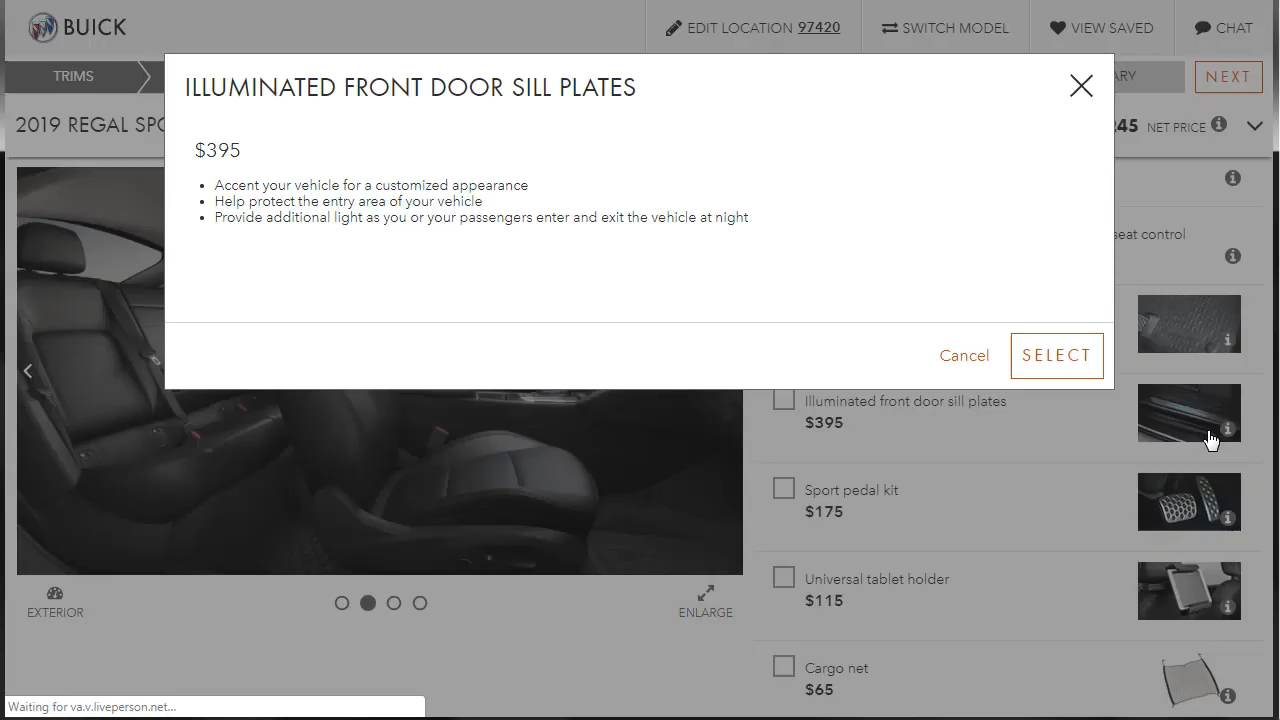 BUICK
EDIT LOCATION 97420
SWITCH MODEL
VIEW SAVED
CHAT
TRIMS
NEXT
2019 REGAL
NET PRICE
ILLUMINATED FRONT DOOR SILL PLATES
$395
Accent your vehicle for a customized appearance
Help protect the entry area of your vehicle
Provide additional light as you or your passengers enter and exit the vehicle at night
Cancel
SELECT
seat control
Illuminated front door sill plates
$395
Sport pedal kit
$175
Universal tablet holder
$115
Cargo net
$65
EXTERIOR
ENLARGE
Waiting for va.v.liveperson.net...